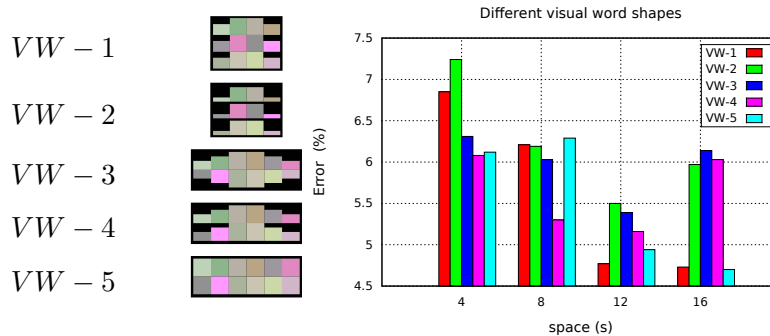 VW − 1
VW − 2
VW − 3
VW − 4
VW − 5
Different visual word shapes
Error (%)
7.5
7
6.5
6
5.5
5
4.5
4
8
12
16
space (s)
VW-1
VW-2
VW-3
VW-4
VW-5